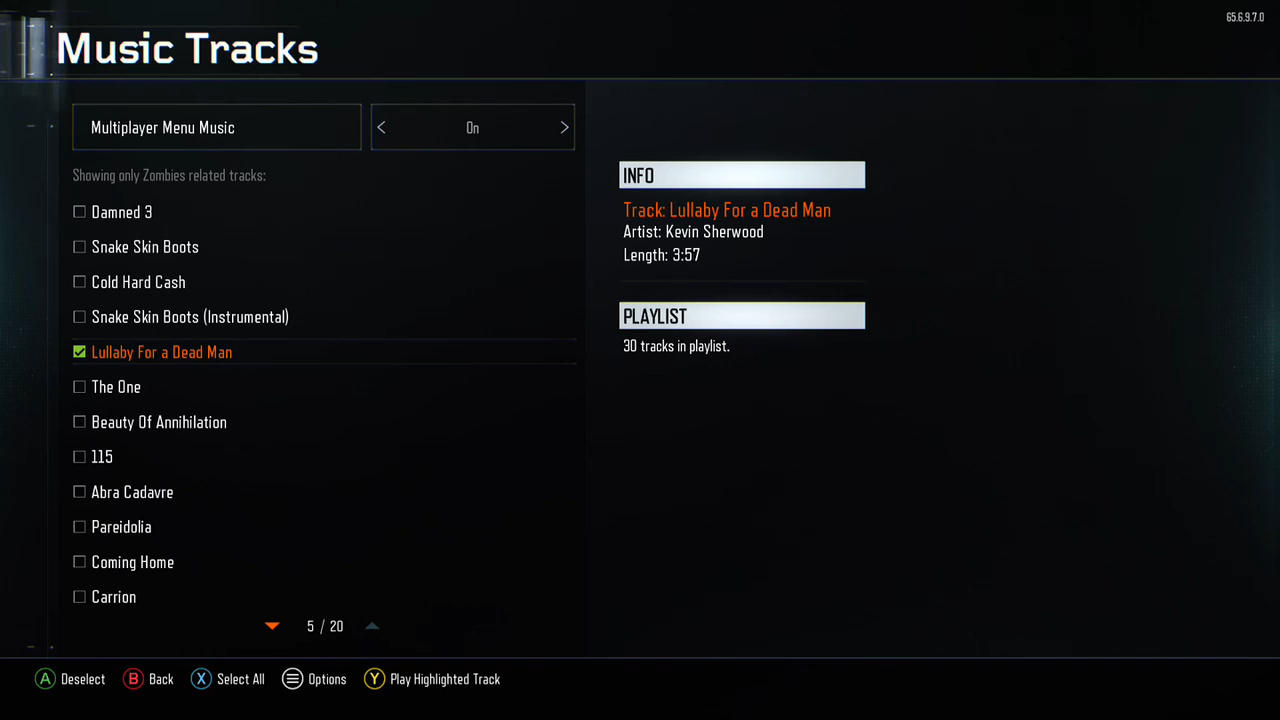 65.6.9.7.0
Music Tracks
Multiplayer Menu Music
On
Showing only Zombies related tracks:
Damned 3
Snake Skin Boots
Cold Hard Cash
Snake Skin Boots (Instrumental)
Lullaby For a Dead Man
The One
Beauty Of Annihilation
115
Abra Cadavre
Pareidolia
Coming Home
Carrion
5 / 20
INFO
Track: Lullaby For a Dead Man
Artist: Kevin Sherwood
Length: 3:57
PLAYLIST
30 tracks in playlist.
A Deselect B Back X Select All Options Y Play Highlighted Track